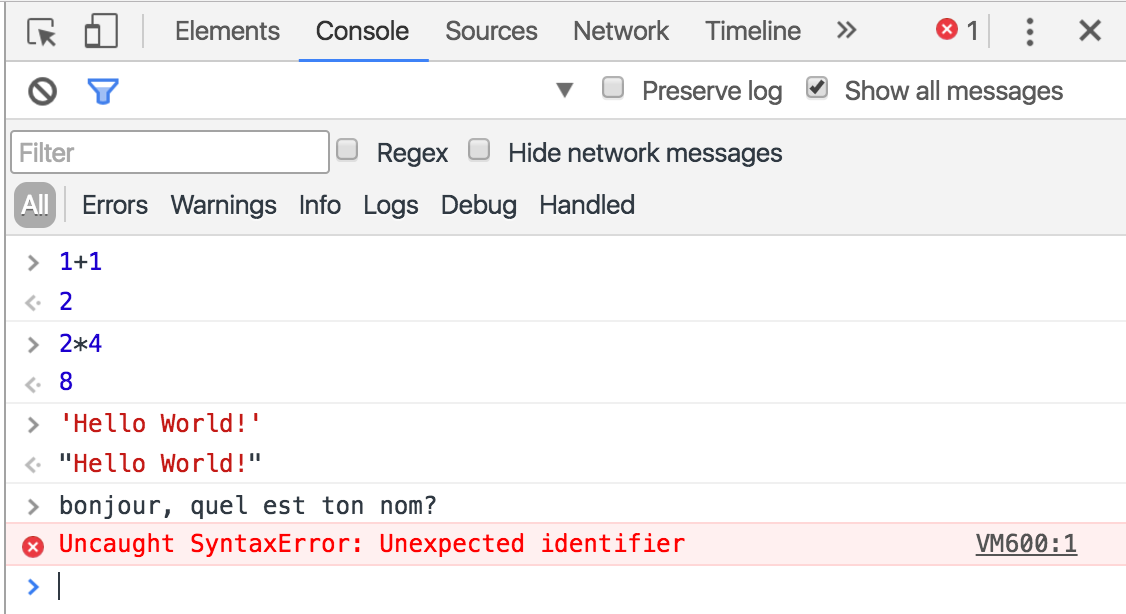 Elements Console Sources Network Timeline » 1
Preserve log Show all messages
Filter Regex Hide network messages
All Errors Warnings Info Logs Debug Handled
> 1+1
2
> 2*4
8
> 'Hello World!'
"Hello World!"
> bonjour, quel est ton nom?
Uncaught SyntaxError: Unexpected identifier VM600:1
>